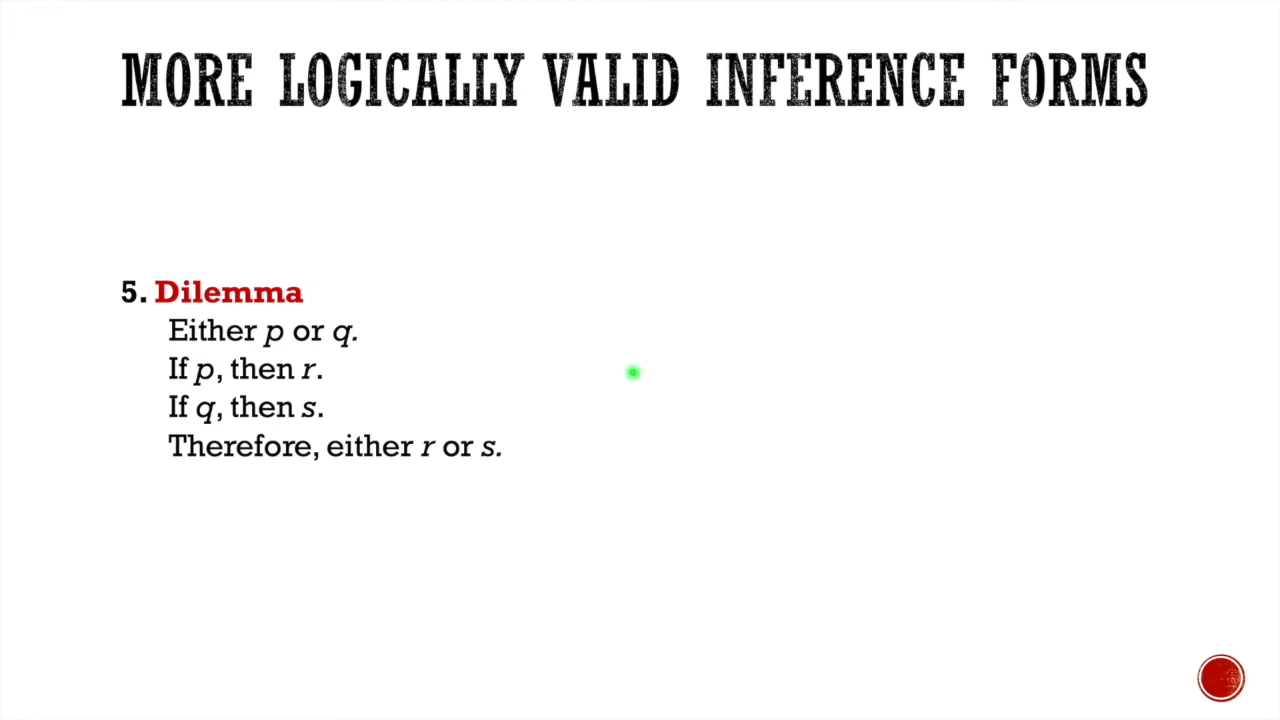 MORE LOGICALLY VALID INFERENCE FORMS
5. Dilemma
Either p or q.
If p, then r.
If q, then s.
Therefore, either r or s.